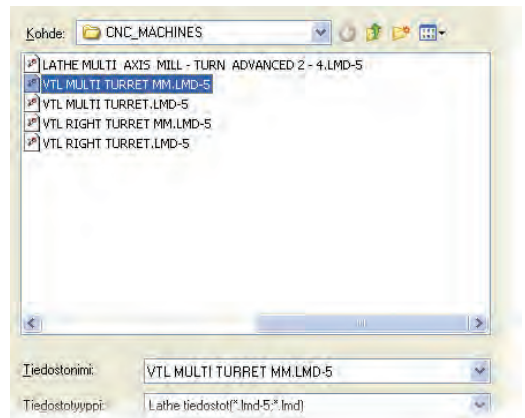 Kohde: CNC_MACHINES
LATHE MULTI AXIS MILL - TURN ADVANCED 2 - 4.LMD-5
VTL MULTI TURRET MM.LMD-5
VTL MULTI TURRET.LMD-5
VTL RIGHT TURRET MM.LMD-5
VTL RIGHT TURRET.LMD-5
Tiedostonimi: VTL MULTI TURRET MM.LMD-5
Tiedostotyyppi: Lathe tiedostot(*.lmd-5;*.lmd)